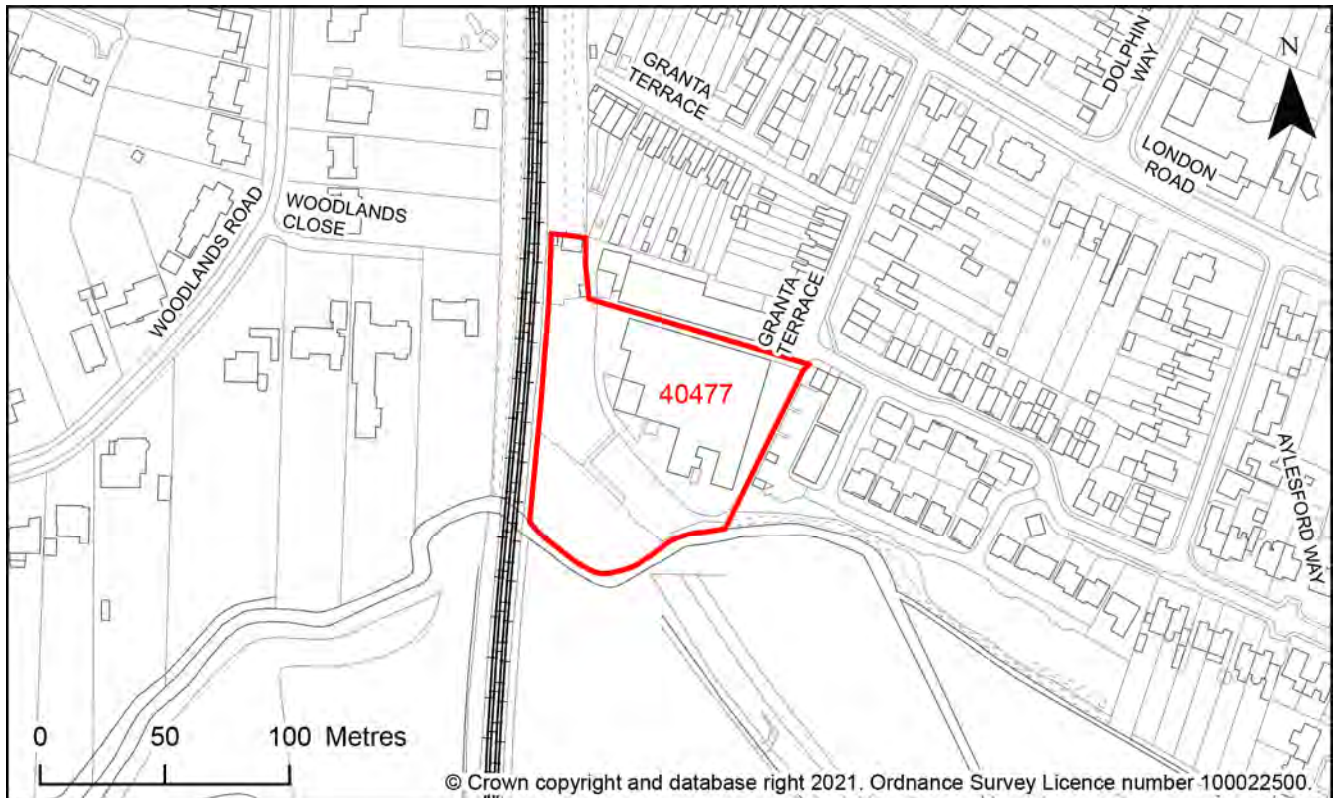 GRANTA
TERRACE
DOLPHIN
WAY
N
LONDON
ROAD
WOODLANDS
CLOSE
WOODLANDS ROAD
GRANTA
TERRACE
40477
AYLESFORD WAY
0 50 100 Metres
© Crown copyright and database right 2021. Ordnance Survey Licence number 100022500.